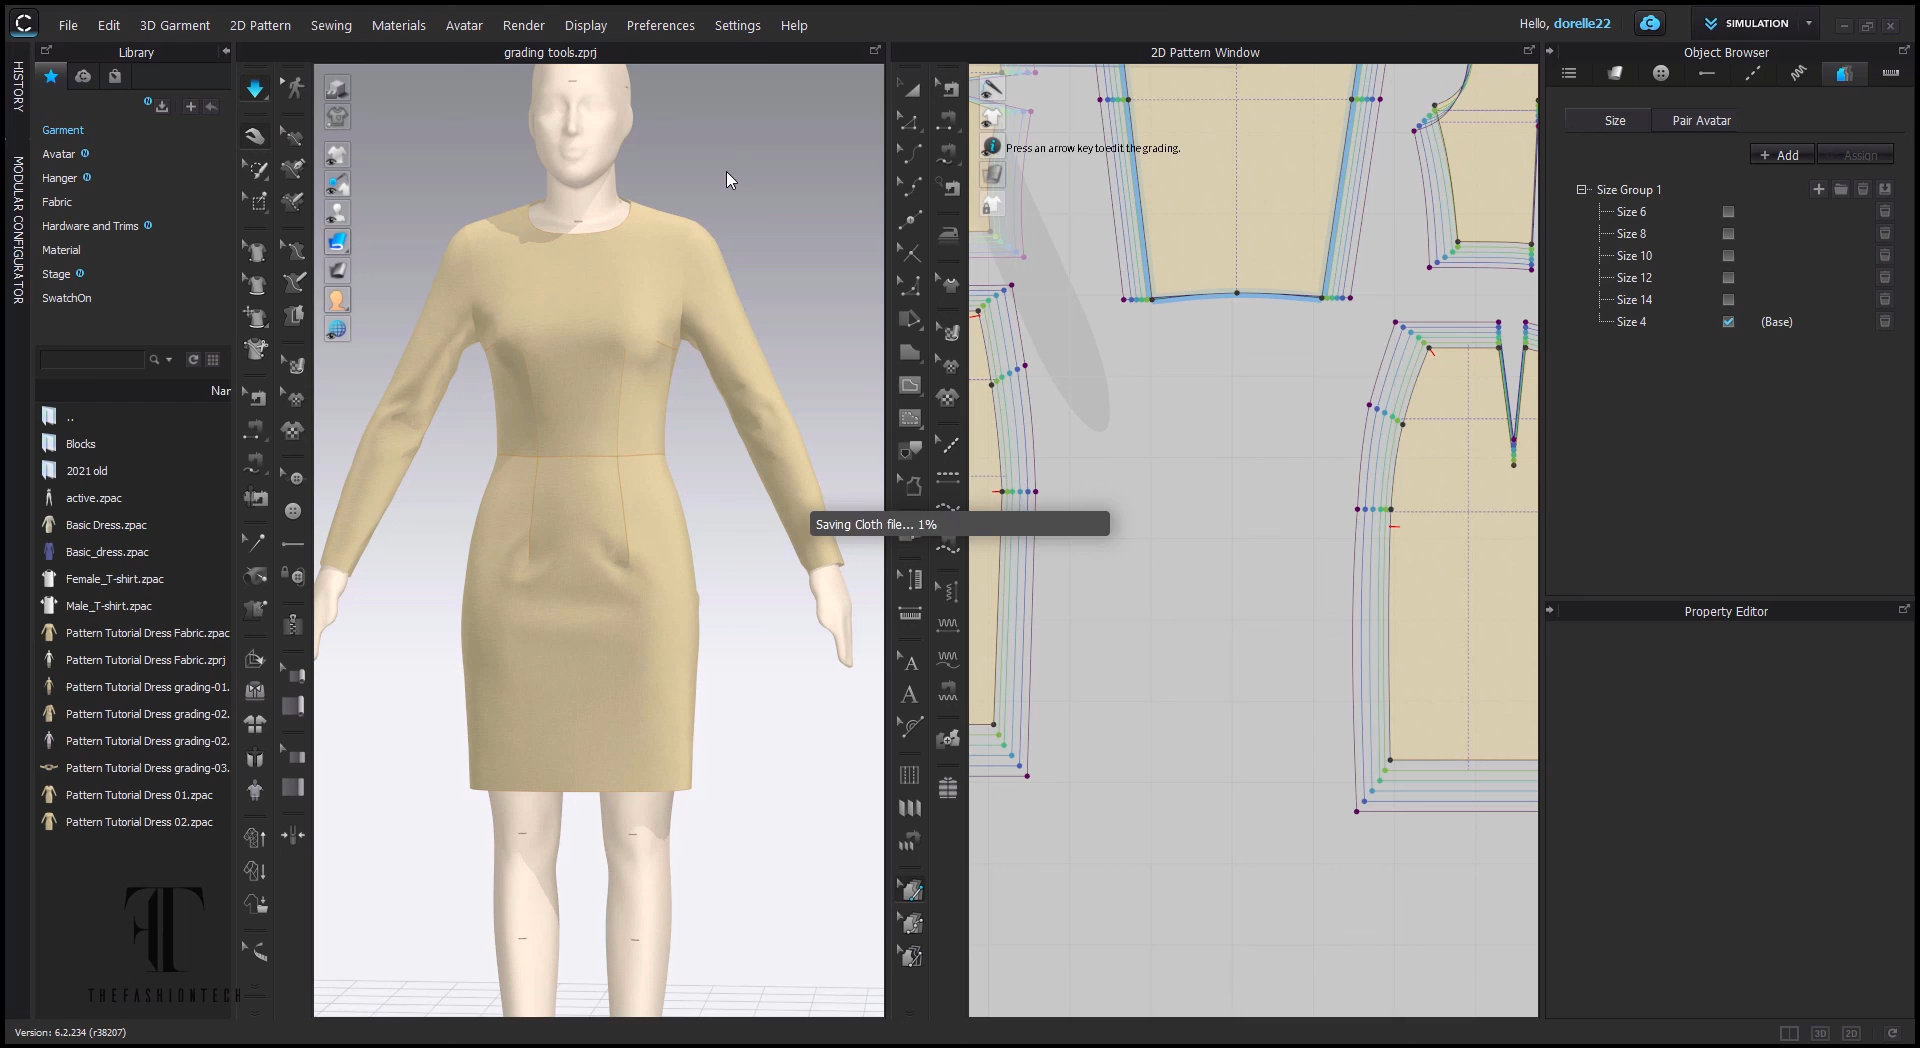 File Edit 3D Garment 2D Pattern Sewing Materials Avatar Render Display Preferences Settings Help
Hello, dorelle22
SIMULATION
HISTORY
MODULAR CONFIGURATOR
Library
Garment
Avatar
Hanger
Fabric
Hardware and Trims
Material
Stage
SwatchOn
Nar
..
Blocks
2021 old
active.zpac
Basic Dress.zpac
Basic_dress.zpac
Female_T-shirt.zpac
Male_T-shirt.zpac
Pattern Tutorial Dress Fabric.zpac
Pattern Tutorial Dress Fabric.zprj
Pattern Tutorial Dress grading-01.
Pattern Tutorial Dress grading-02.
Pattern Tutorial Dress grading-02.
Pattern Tutorial Dress grading-03.
Pattern Tutorial Dress 01.zpac
Pattern Tutorial Dress 02.zpac
THEFASHIONTECH
grading tools.zprj
Saving Cloth file... 1%
2D Pattern Window
Press an arrow key to edit the grading.
Object Browser
Size Pair Avatar
+ Add Assign
Size Group 1
Size 6
Size 8
Size 10
Size 12
Size 14
Size 4 (Base)
Property Editor
Version: 6.2.234 (r38207)
3D 2D